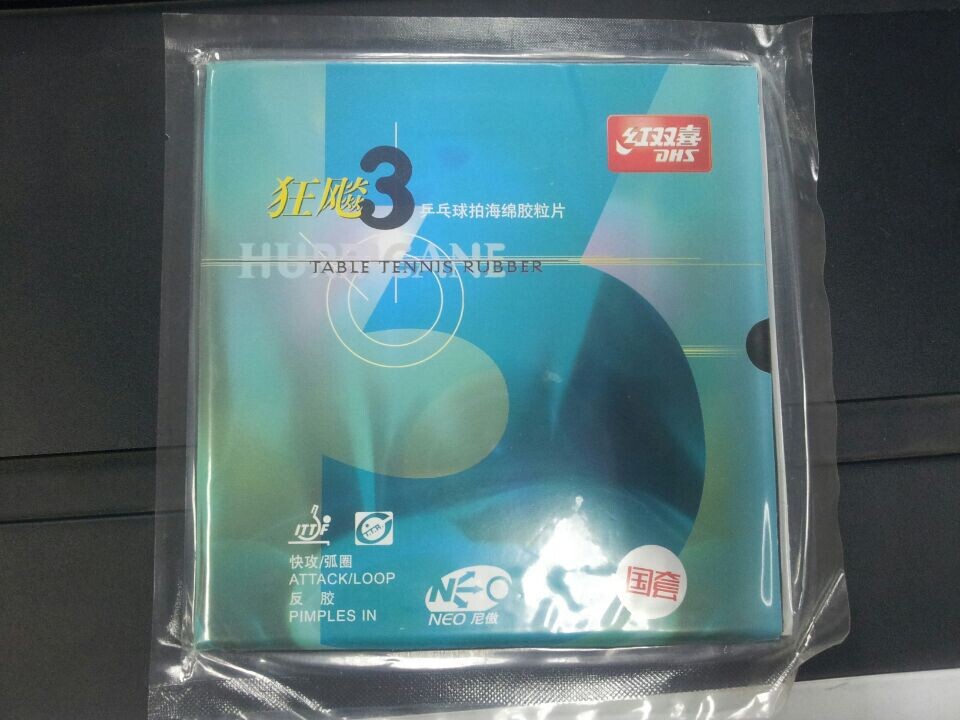 红双喜
DHS
狂飚3
乒乓球拍海绵胶粒片
HURRICANE
TABLE TENNIS RUBBER
ITTF
快攻/弧圈
ATTACK/LOOP
反 胶
PIMPLES IN
NEO
NEO 尼傲
国套